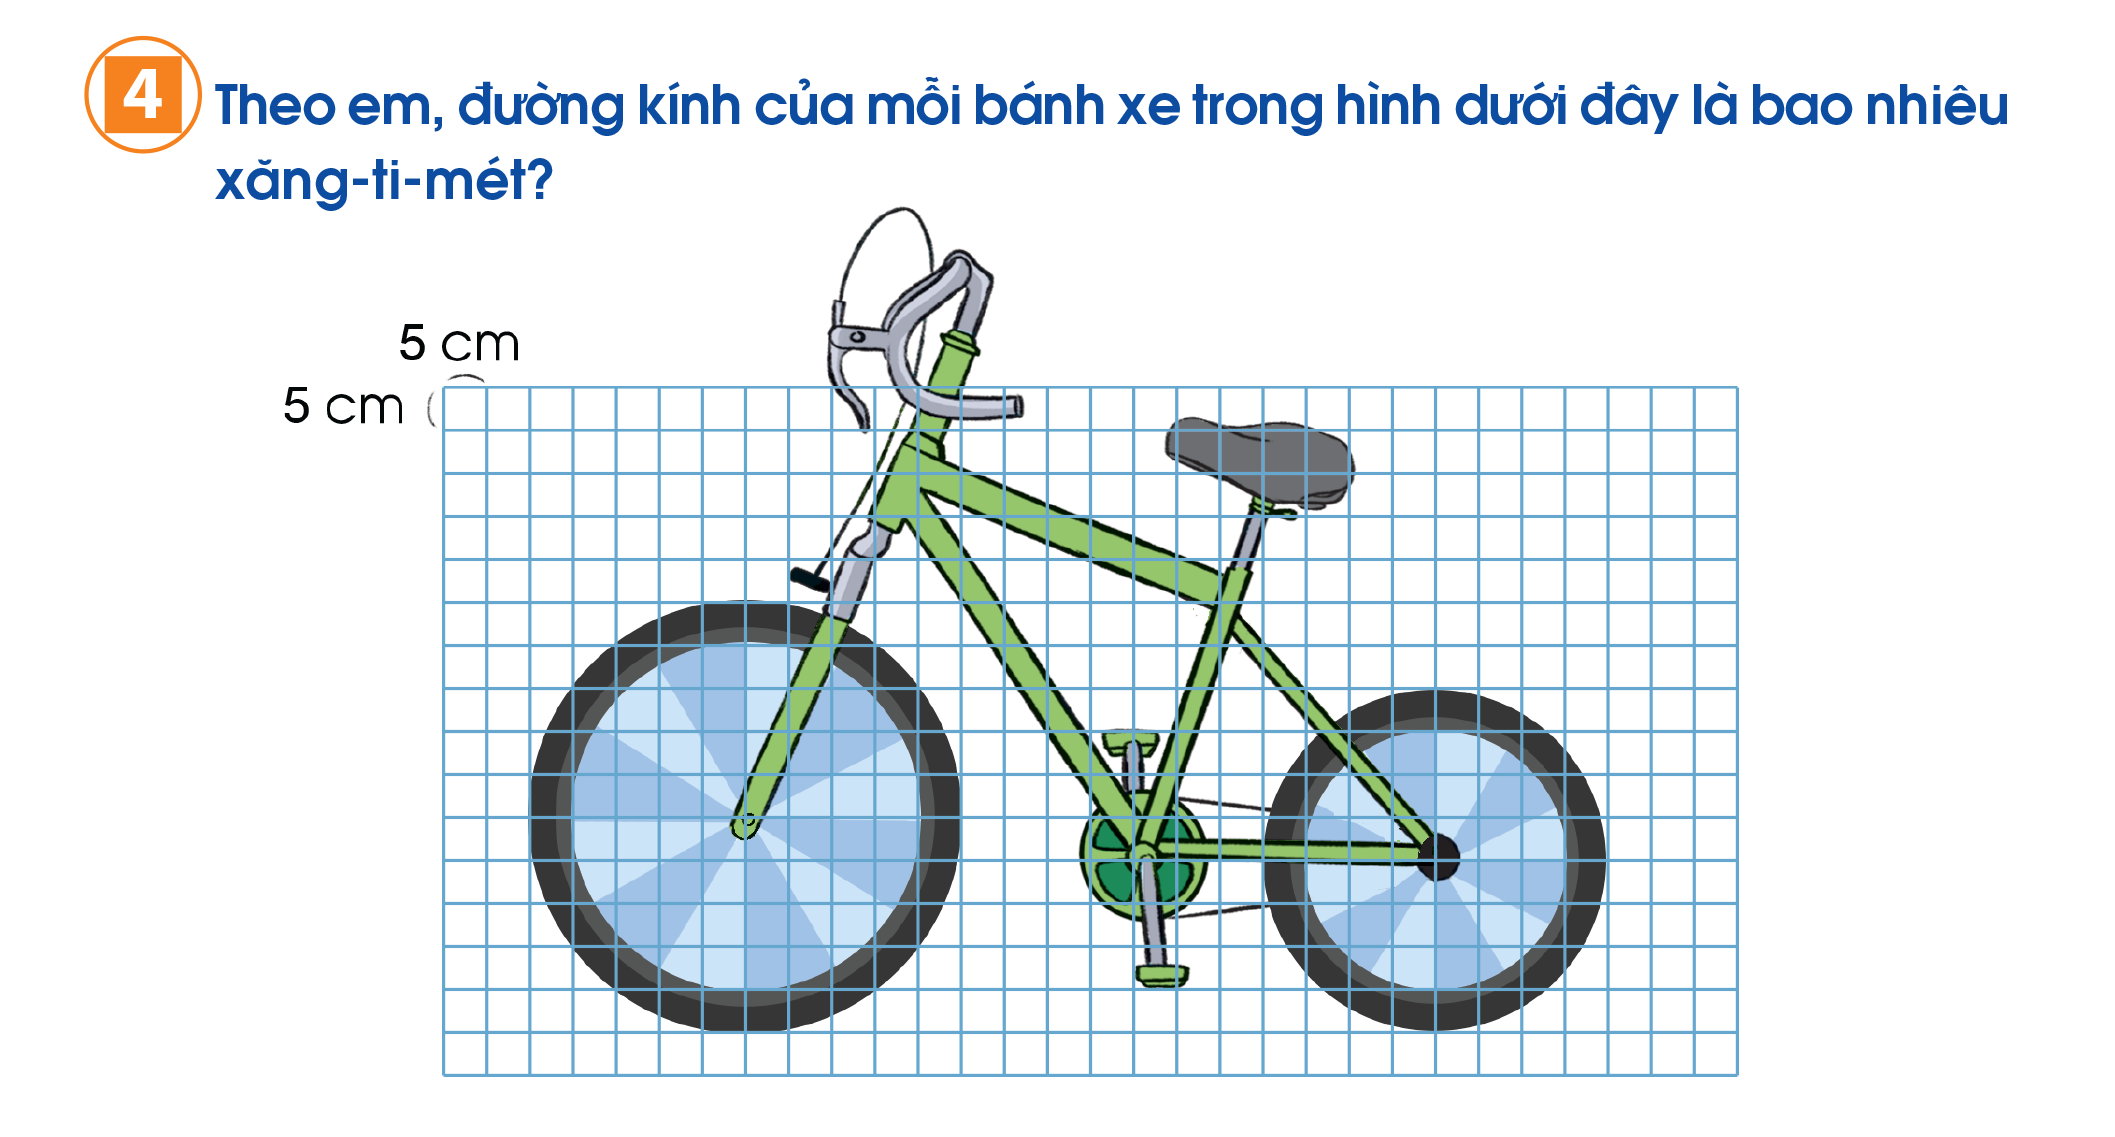 4 Theo em, đường kính của mỗi bánh xe trong hình dưới đây là bao nhiêu
xăng-ti-mét?
5 cm
5 cm